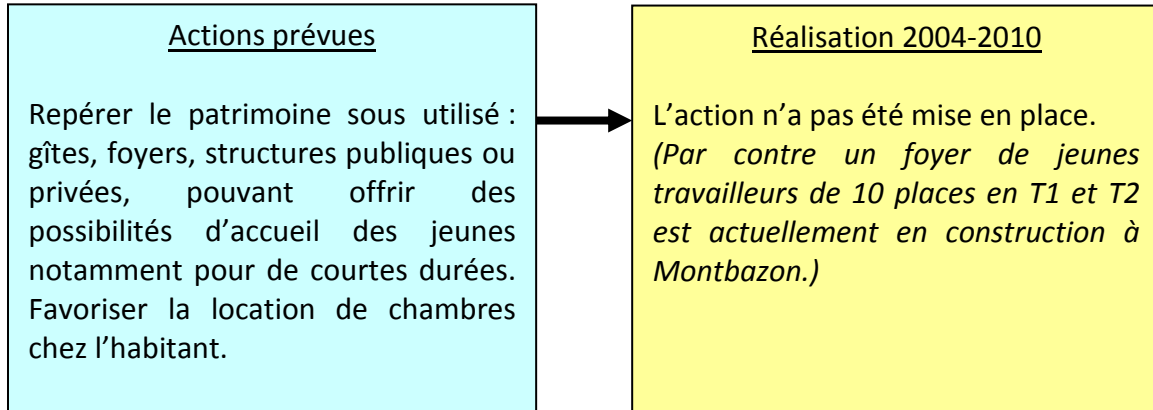 Actions prévues
Repérer le patrimoine sous utilisé :
gîtes, foyers, structures publiques ou
privées, pouvant offrir des
possibilités d’accueil des jeunes
notamment pour de courtes durées.
Favoriser la location de chambres
chez l’habitant.
Réalisation 2004-2010
L’action n’a pas été mise en place.
(Par contre un foyer de jeunes
travailleurs de 10 places en T1 et T2
est actuellement en construction à
Montbazon.)